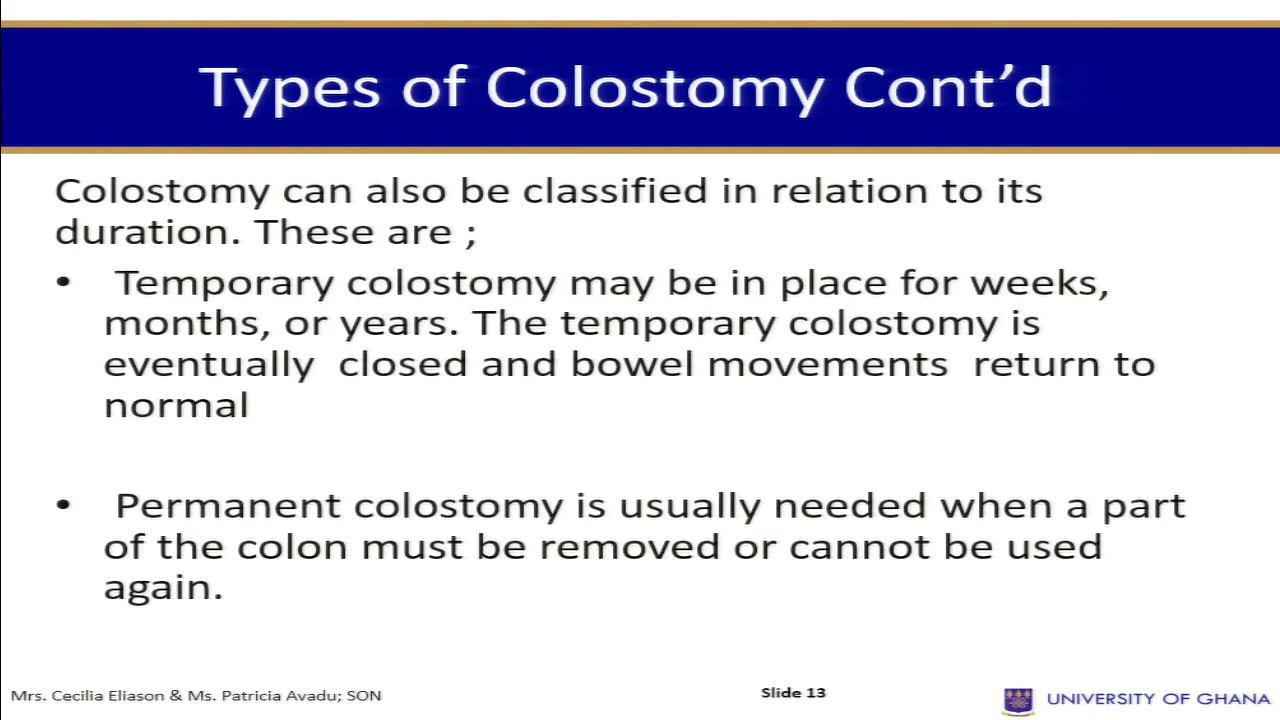 Types of Colostomy Cont’d
Colostomy can also be classified in relation to its
duration. These are ;
• Temporary colostomy may be in place for weeks,
months, or years. The temporary colostomy is
eventually closed and bowel movements return to
normal
• Permanent colostomy is usually needed when a part
of the colon must be removed or cannot be used
again.
Mrs. Cecilia Eliason & Ms. Patricia Avadu; SON
Slide 13
UNIVERSITY OF GHANA